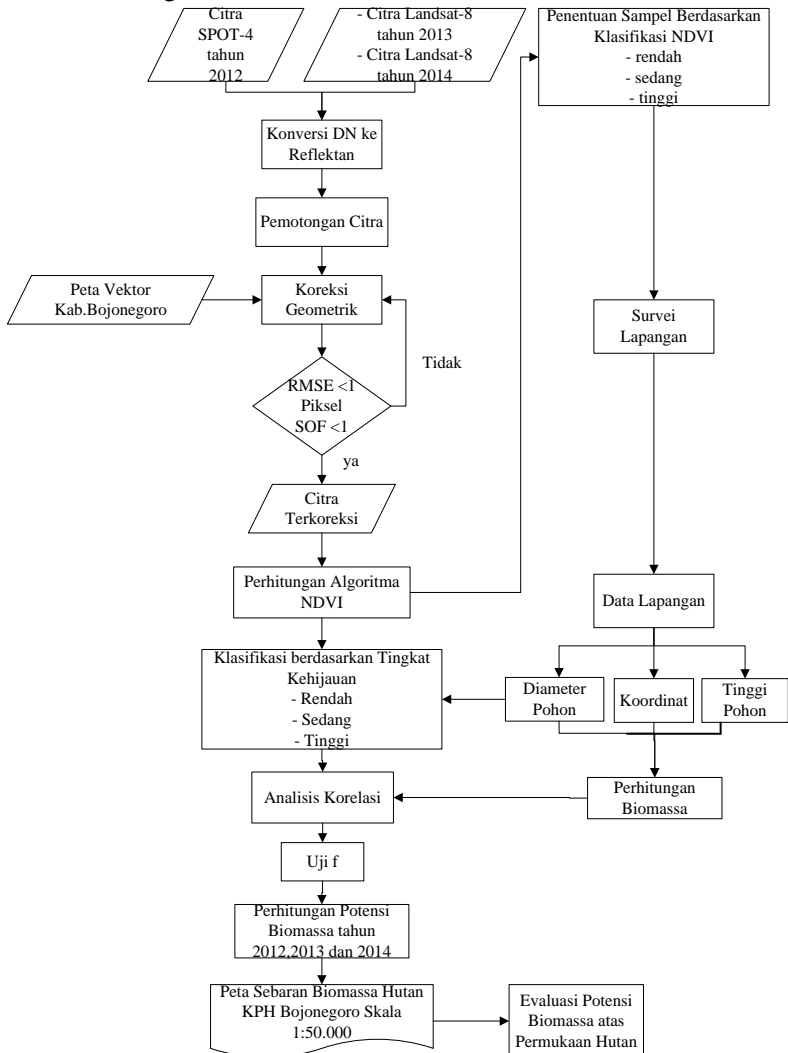 Citra
SPOT-4
tahun
2012
- Citra Landsat-8
tahun 2013
- Citra Landsat-8
tahun 2014
Penentuan Sampel Berdasarkan
Klasifikasi NDVI
- rendah
- sedang
- tinggi
Konversi DN ke
Reflektan
Pemotongan Citra
Peta Vektor
Kab.Bojonegoro
Koreksi
Geometrik
Survei
Lapangan
Tidak
RMSE <1
Piksel
SOF <1
ya
Citra
Terkoreksi
Perhitungan Algoritma
NDVI
Data Lapangan
Klasifikasi berdasarkan Tingkat
Kehijauan
- Rendah
- Sedang
- Tinggi
Diameter
Pohon
Koordinat
Tinggi
Pohon
Analisis Korelasi
Perhitungan
Biomassa
Uji f
Perhitungan Potensi
Biomassa tahun
2012,2013 dan 2014
Peta Sebaran Biomassa Hutan
KPH Bojonegoro Skala
1:50.000
Evaluasi Potensi
Biomassa atas
Permukaan Hutan